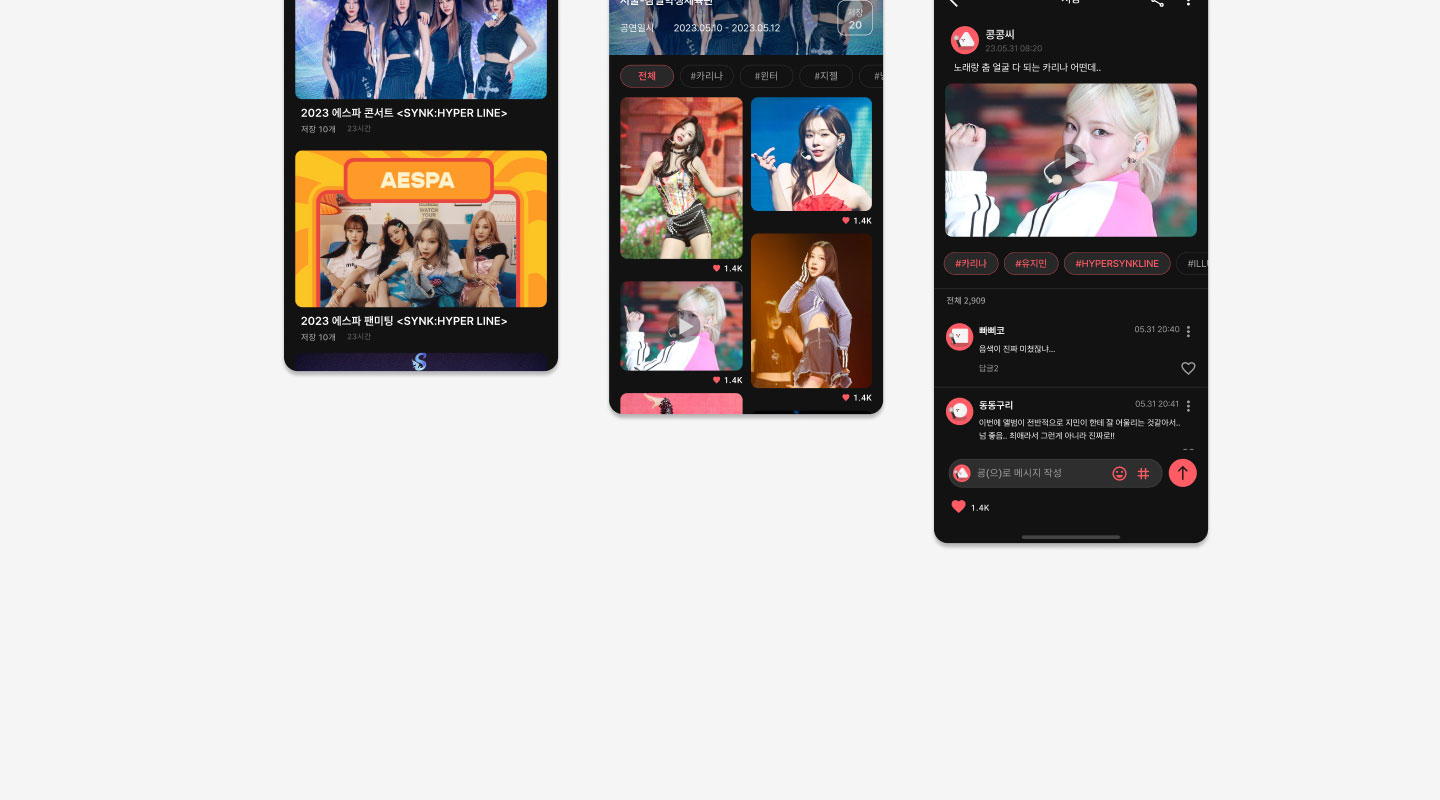 2023 에스파 콘서트 <SYNK:HYPER LINE>
저장 10개 23시간
AESPA
WATCH
YOUR
2023 에스파 팬미팅 <SYNK:HYPER LINE>
저장 10개 23시간
S
공연일시 2023.05.10 - 2023.05.12
저장
20
전체
#카리나
#윈터
#지젤
1.4K
1.4K
1.4K
1.4K
콩콩씨
23.05.31 08:20
노래랑 춤 얼굴 다 되는 카리나 어떤데..
#카리나
#유지민
#HYPERSYNKLINE
전체 2,909
빠삐코
05.31 20:40
음색이 진짜 미쳤잖냐...
답글2
동동구리
05.31 20:41
이번에 앨범이 전반적으로 지민이 한테 잘 어울리는 것같아서..
넘 좋음.. 최애라서 그런게 아니라 진짜로!!
콩(으)로 메시지 작성
1.4K